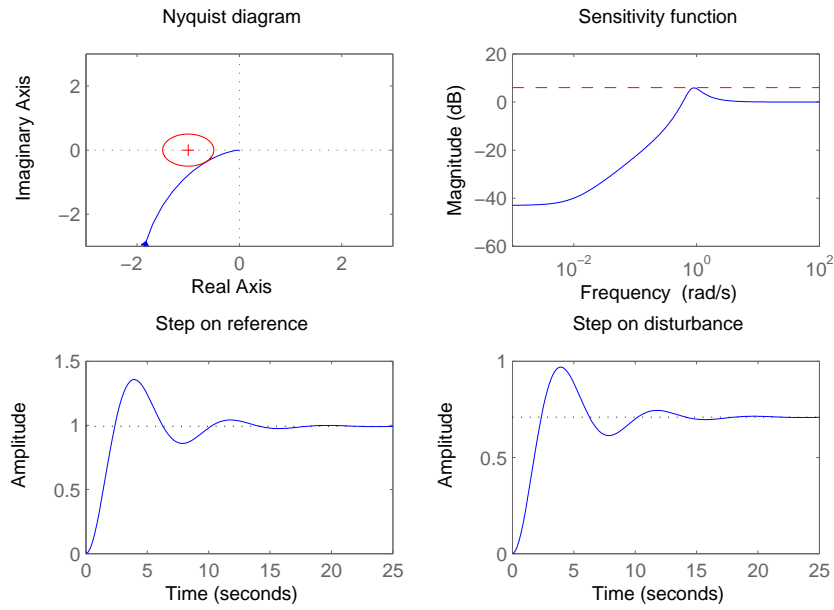 Nyquist diagram
Imaginary Axis
2
0
−2
−2
0
2
Real Axis
Sensitivity function
Magnitude (dB)
20
0
−20
−40
−60
10^−2
10^0
10^2
Frequency (rad/s)
Step on reference
Amplitude
1.5
1
0.5
0
0
5
10
15
20
25
Time (seconds)
Step on disturbance
Amplitude
1
0.5
0
0
5
10
15
20
25
Time (seconds)